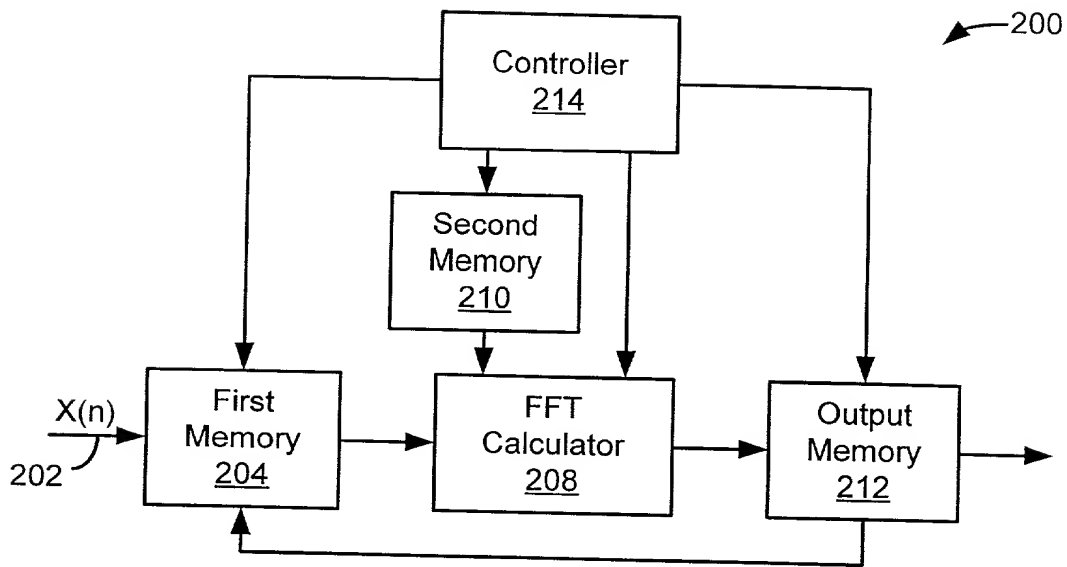 200
Controller
214
Second
Memory
210
X(n)
202
First
Memory
204
FFT
Calculator
208
Output
Memory
212